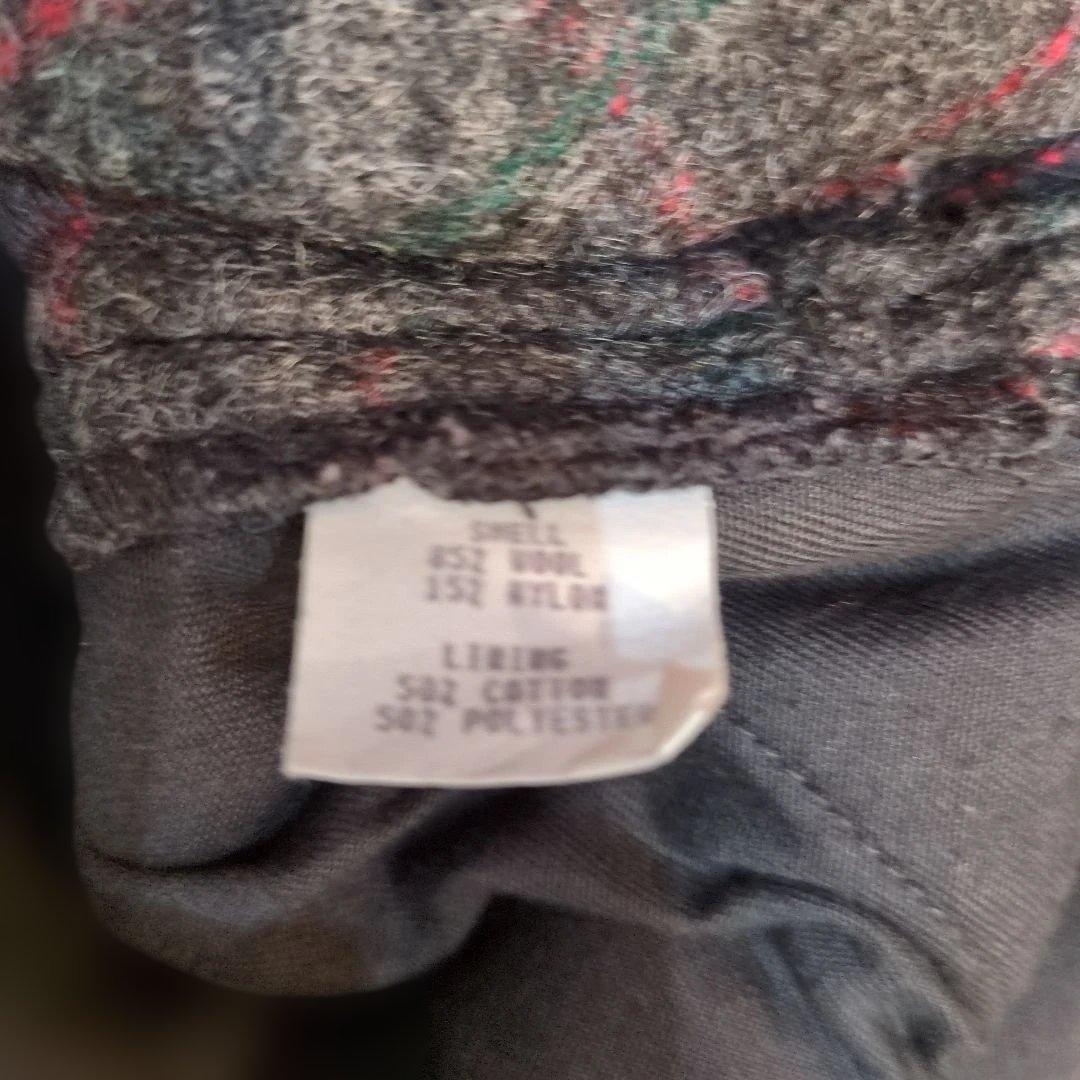 SHELL
85% WOOL
15% NYLON
LINING
50% COTTON
50% POLYESTER